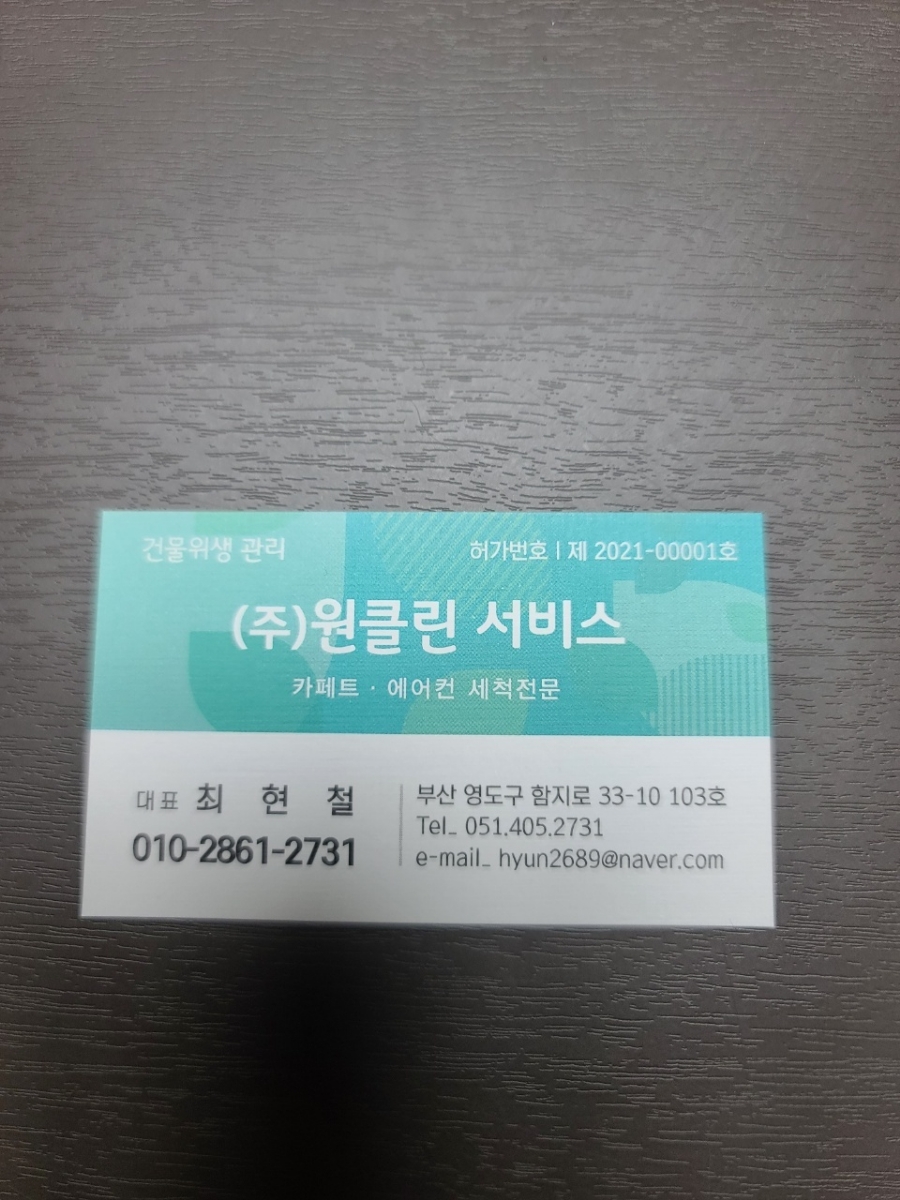 건물위생 관리
허가번호 | 제 2021-00001호
(주)원클린 서비스
카페트 · 에어컨 세척전문
대표 최 현 철
010-2861-2731
부산 영도구 함지로 33-10 103호
Tel_ 051.405.2731
e-mail_ hyun2689@naver.com